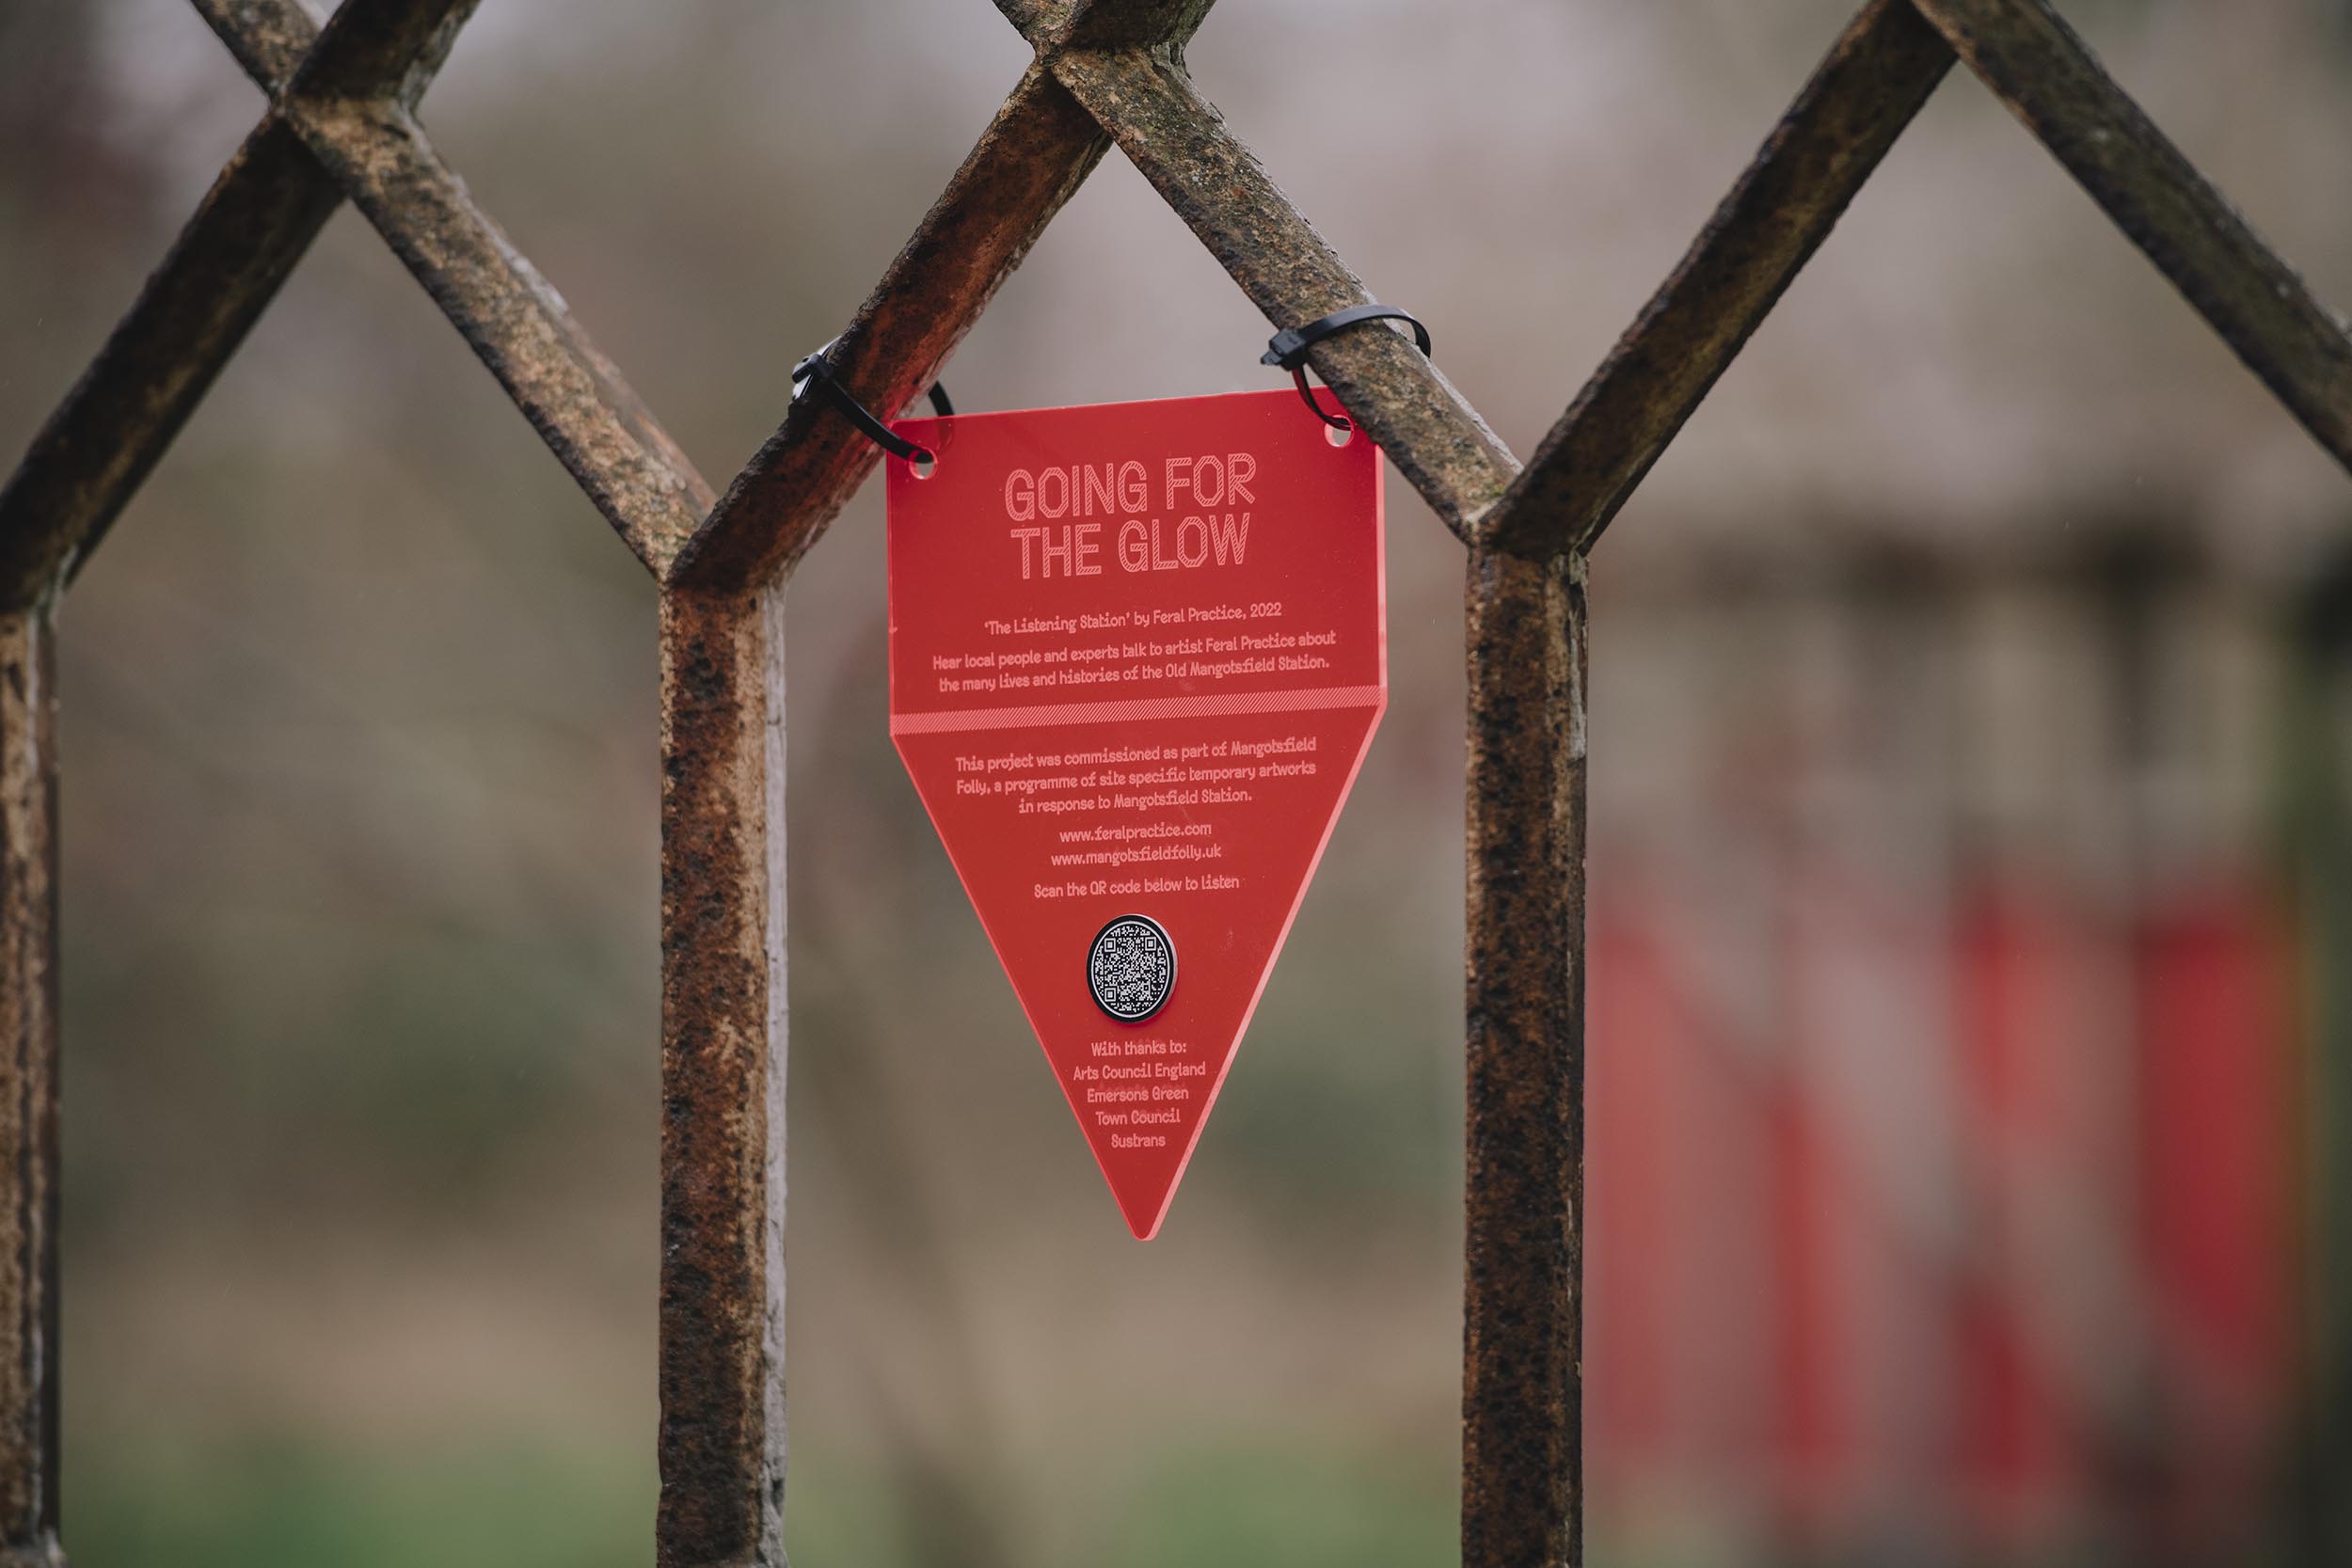 GOING FOR
THE GLOW
'The Listening Station' by Feral Practice, 2022
Hear local people and experts talk to artist Feral Practice about
the many lives and histories of the Old Mangotsfield Station.
This project was commissioned as part of Mangotsfield
Folly, a programme of site specific temporary artworks
in response to Mangotsfield Station.
www.feralpractice.com
www.mangotsfieldfolly.uk
Scan the QR code below to listen
With thanks to:
Arts Council England
Emersons Green
Town Council
Sustrans